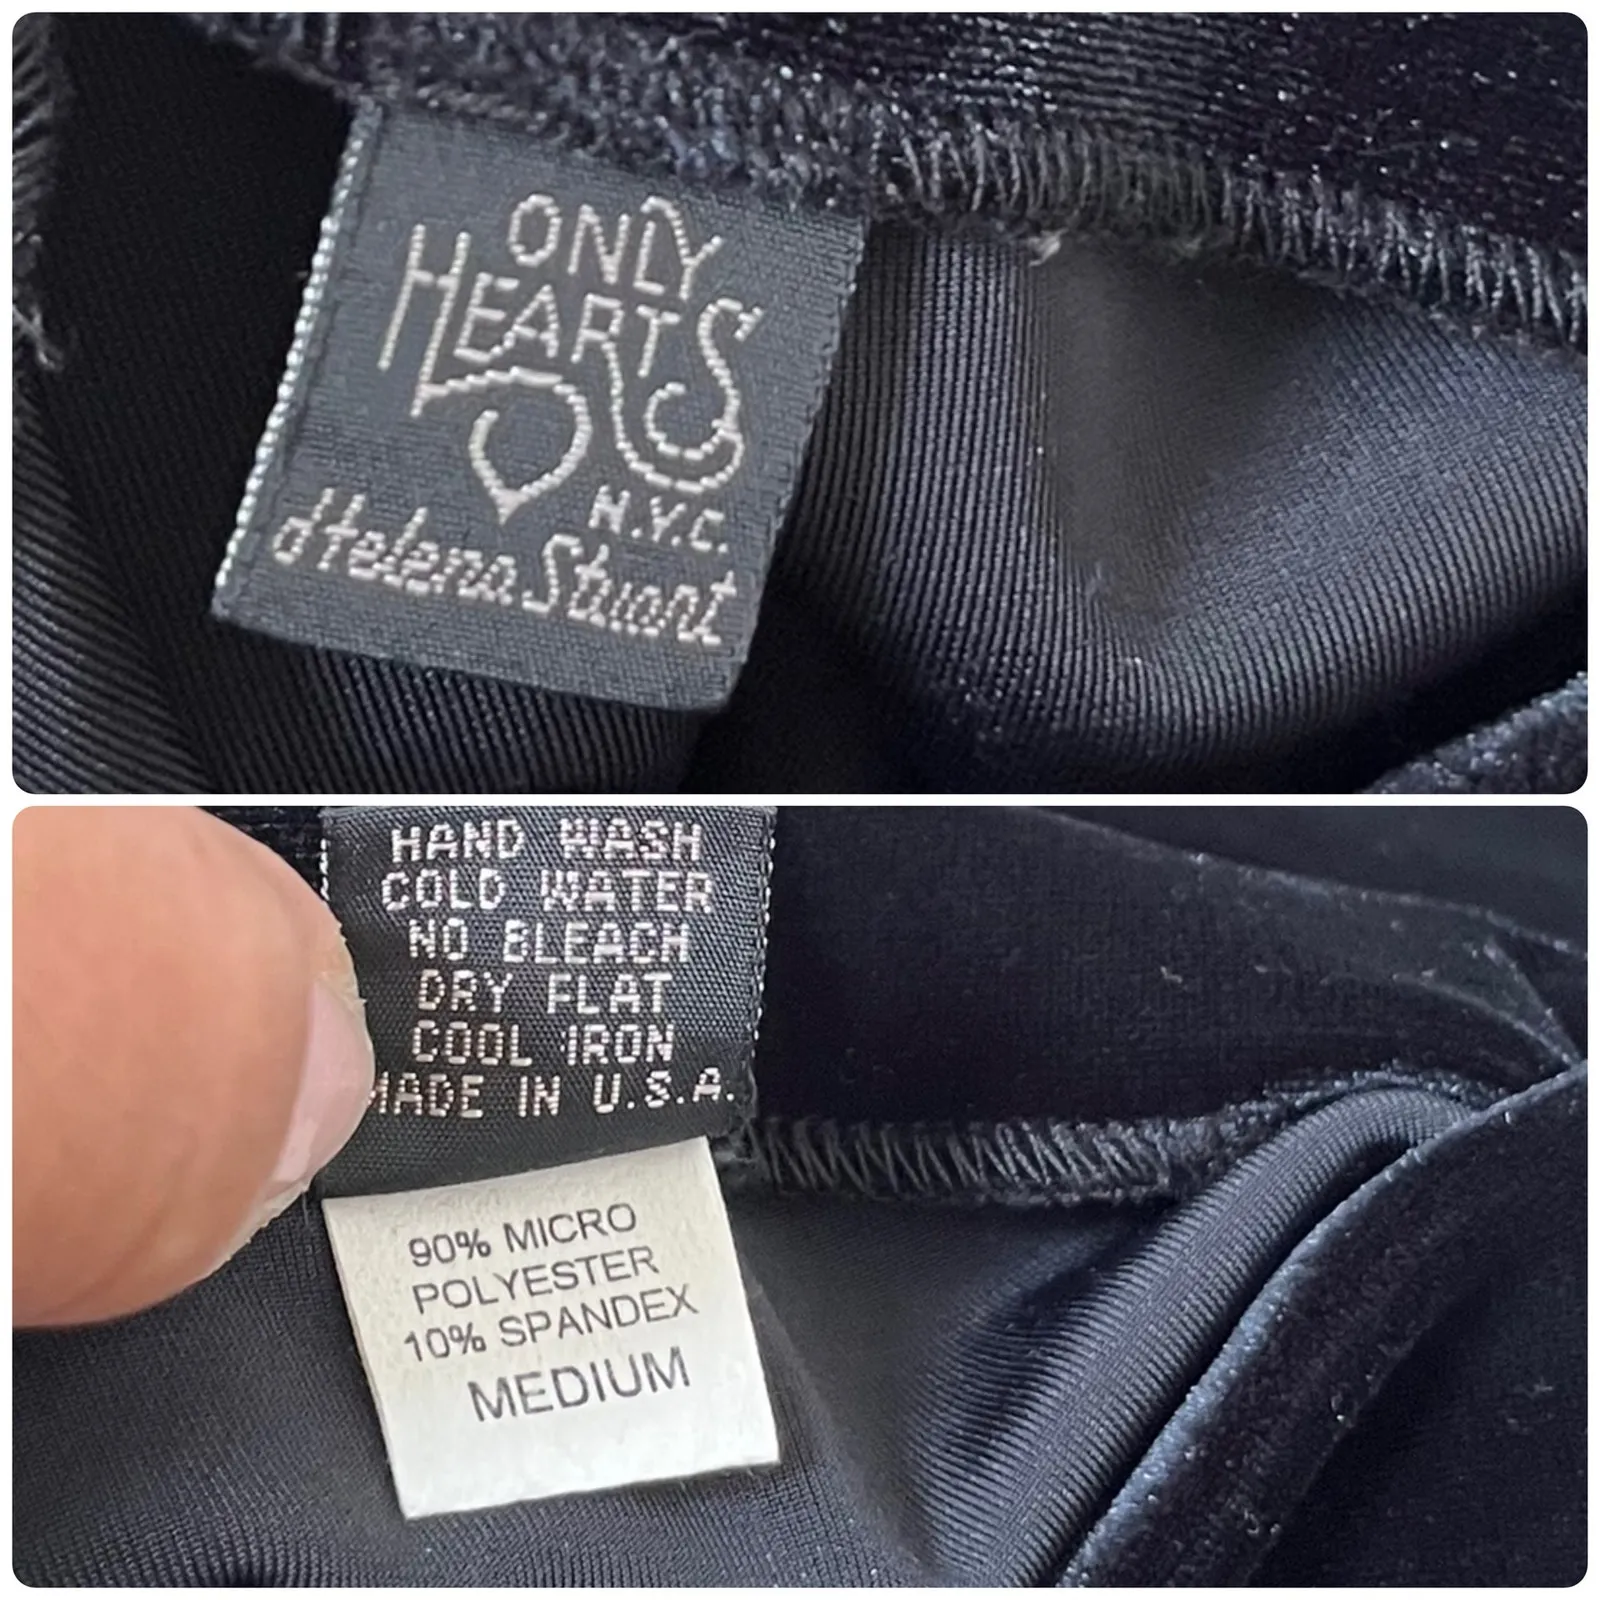 ONLY
HEARTS
N.Y.C.
Helena Stuart
HAND WASH
COLD WATER
NO BLEACH
DRY FLAT
COOL IRON
MADE IN U.S.A.
90% MICRO
POLYESTER
10% SPANDEX
MEDIUM